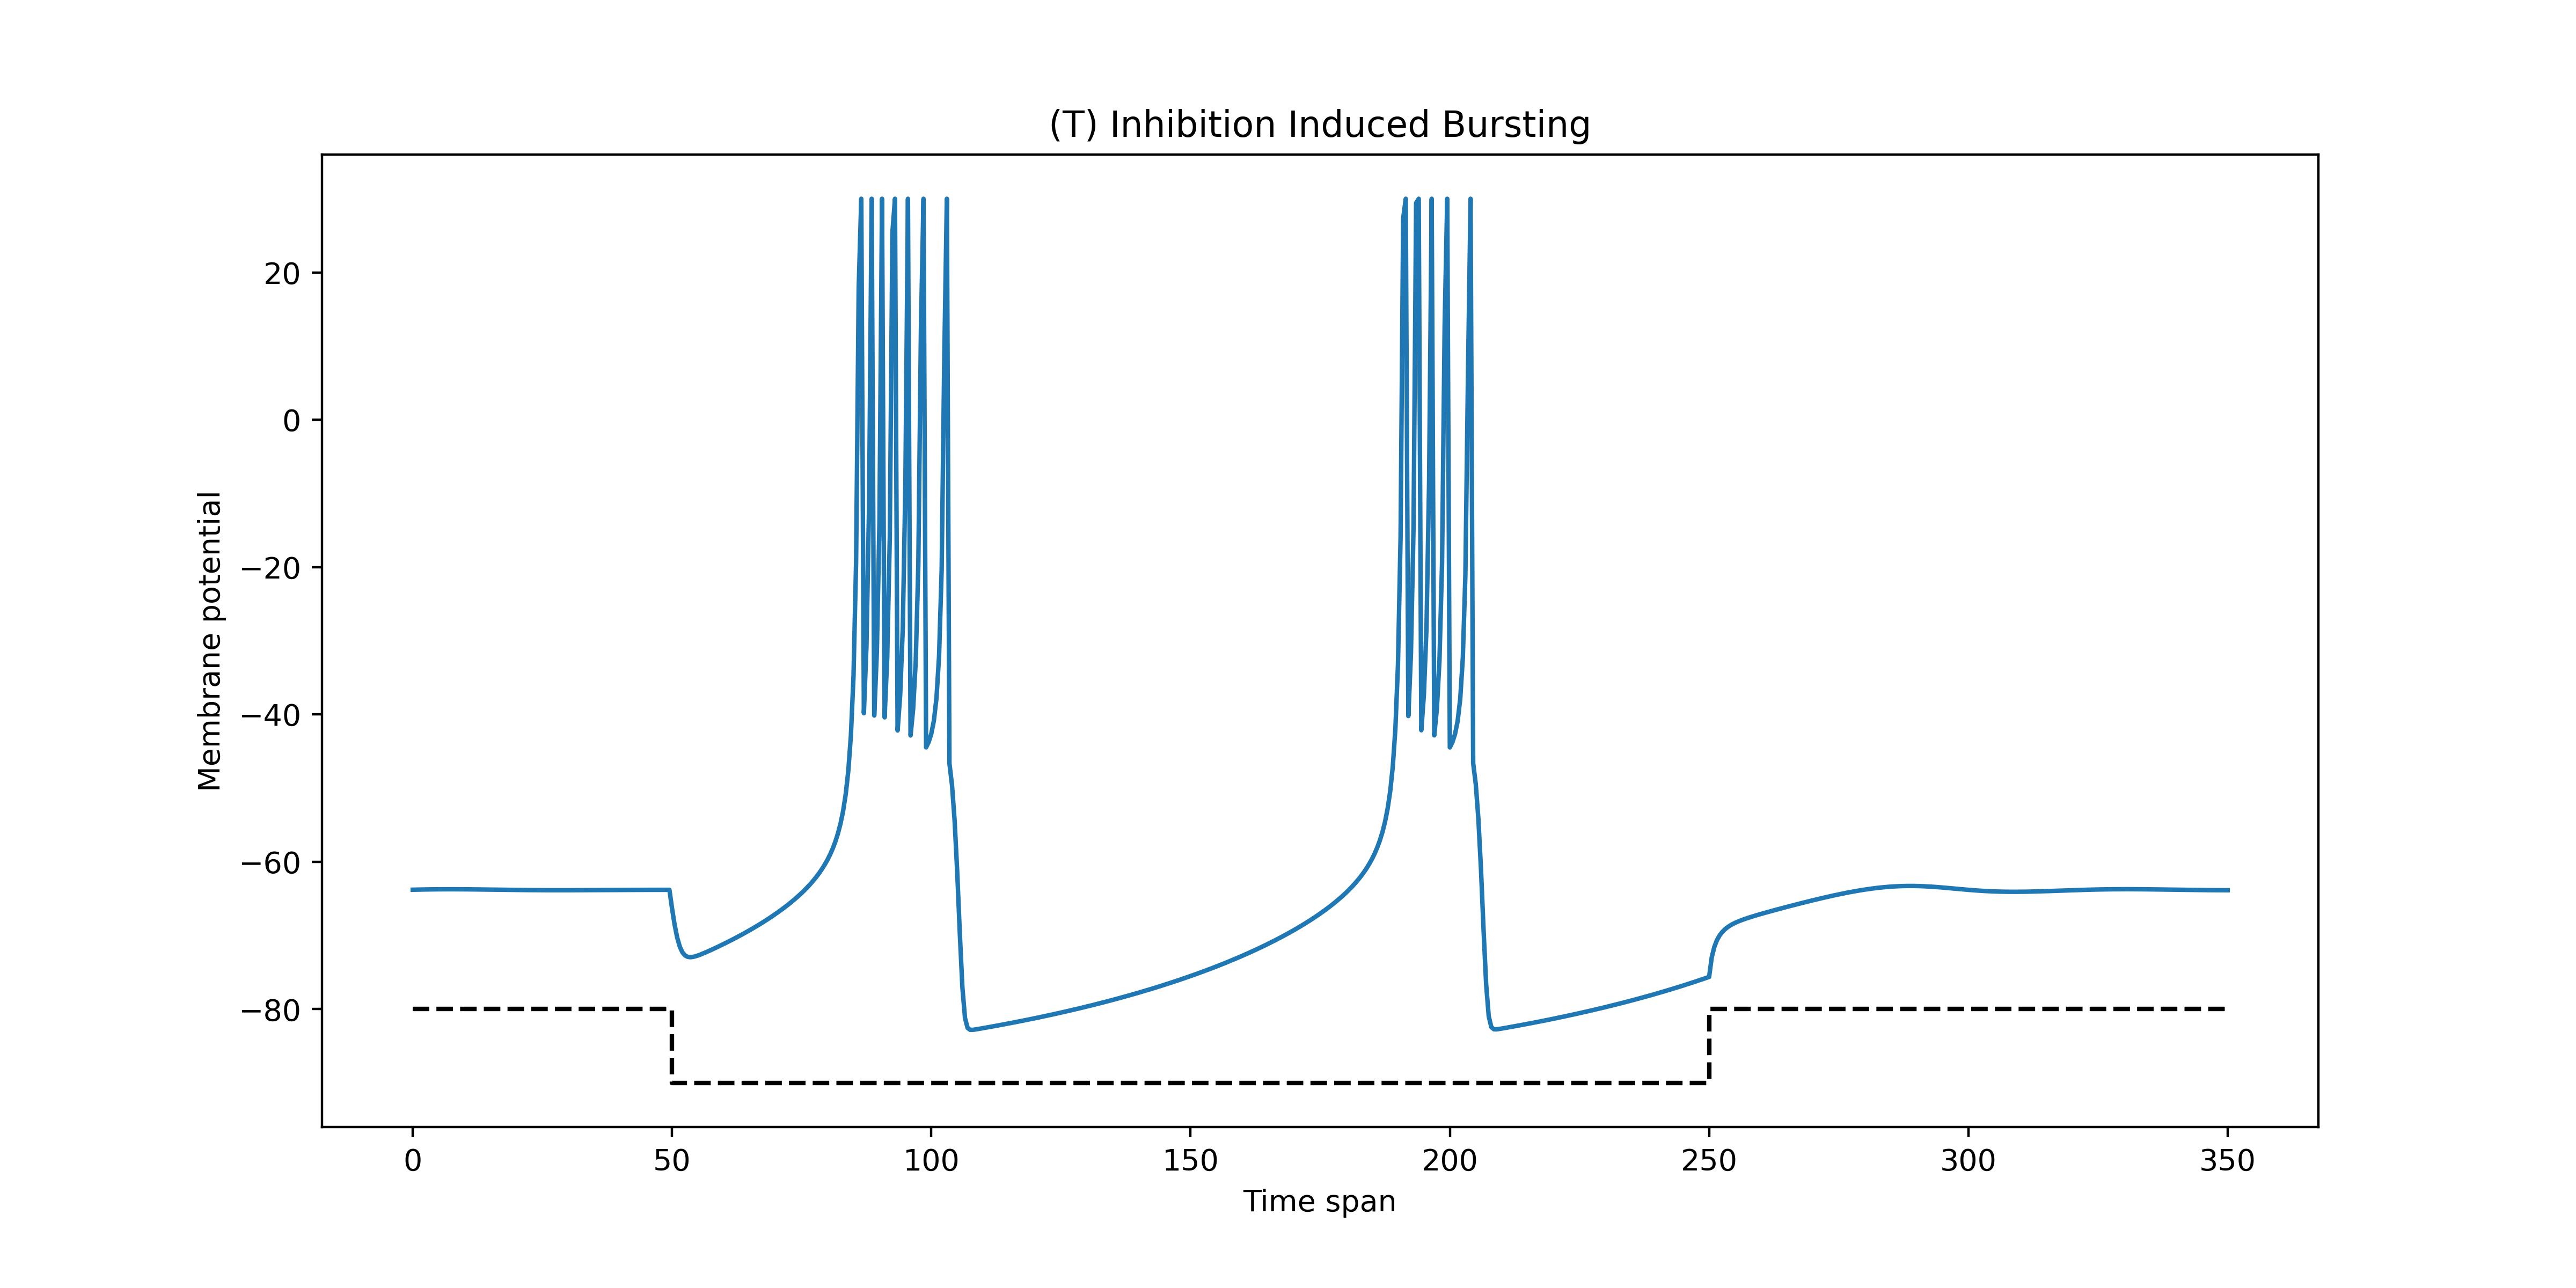 (T) Inhibition Induced Bursting
Membrane potential
20
0
−20
−40
−60
−80
0 50 100 150 200 250 300 350
Time span